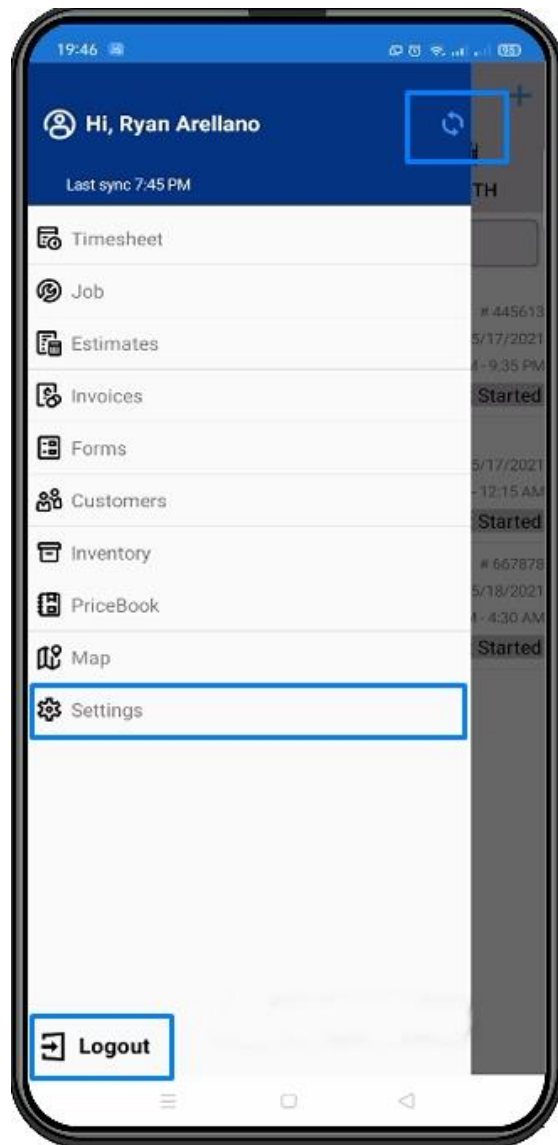 19:46
Hi, Ryan Arellano
Last sync 7:45 PM
TH
Timesheet
Job
# 445613
Estimates
5/17/2021
- 9:35 PM
Invoices
Started
Forms
5/17/2021
Customers
- 12:15 AM
Started
Inventory
# 667878
PriceBook
5/18/2021
- 4:30 AM
Map
Started
Settings
Logout